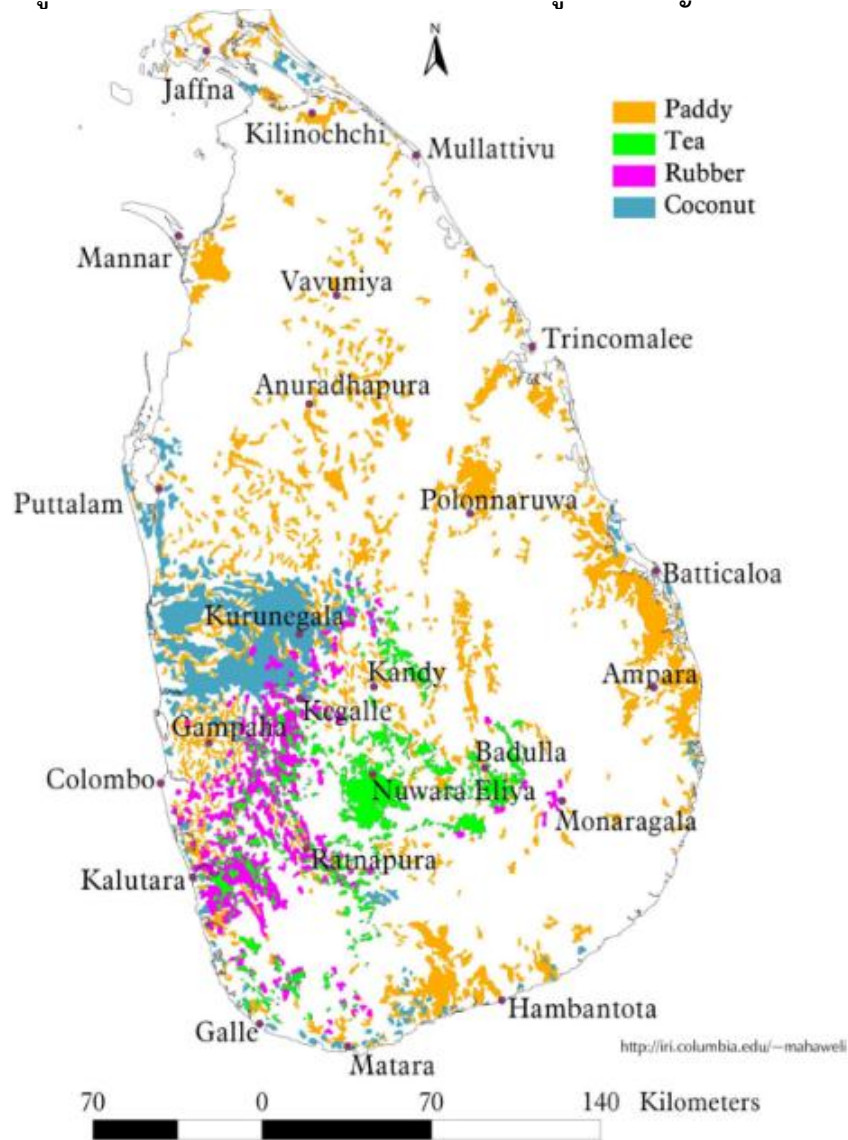 N
Jaffna
Kilinochchi
Mullattivu
Paddy
Tea
Rubber
Coconut
Mannar
Vavuniya
Trincomalee
Anuradhapura
Polonnaruwa
Puttalam
Batticaloa
Kurunegala
Kandy
Ampara
Kegalle
Gampaha
Badulla
Colombo
Nuwara Eliya
Monaragala
Ratnapura
Kalutara
Hambantota
Galle
http://iri.columbia.edu/~mahaweli
Matara
70 0 70 140 Kilometers